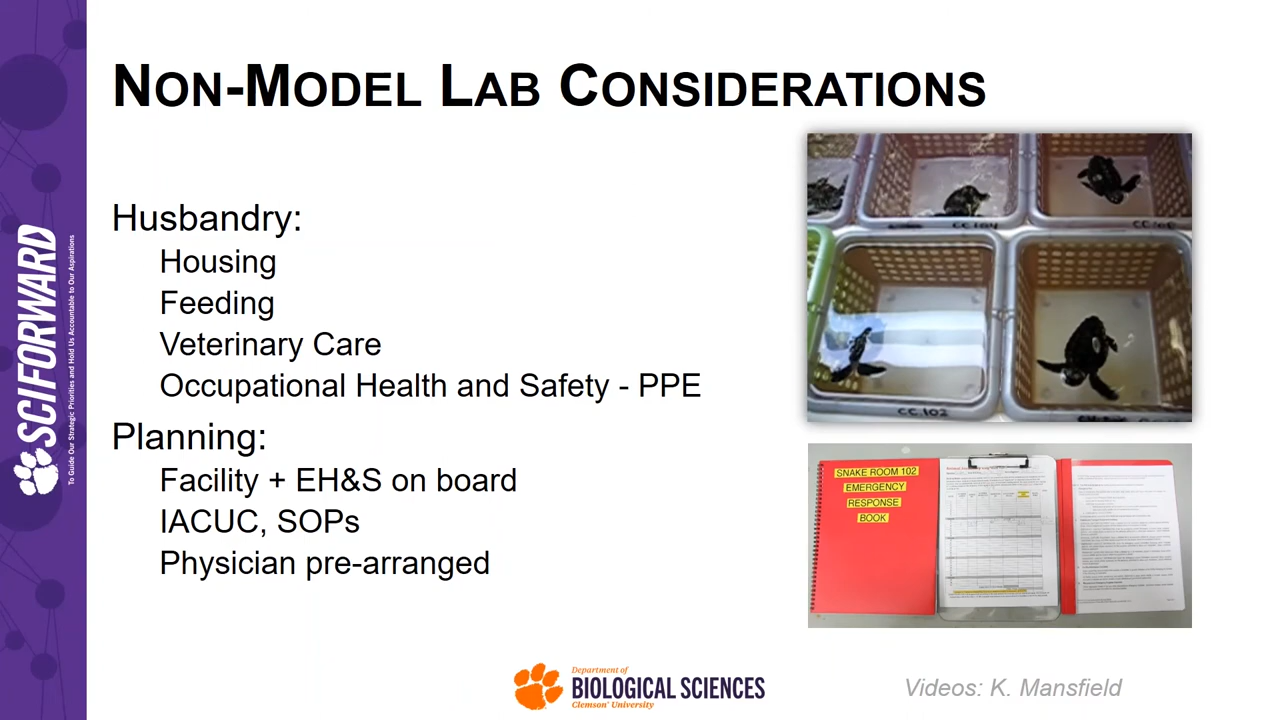 NON-MODEL LAB CONSIDERATIONS
Husbandry:
Housing
Feeding
Veterinary Care
Occupational Health and Safety - PPE
Planning:
Facility + EH&S on board
IACUC, SOPs
Physician pre-arranged
SCIFORWARD
To Guide Our Strategic Priorities and Hold Us Accountable to Our Aspirations
CC 102
SNAKE ROOM 102
EMERGENCY
RESPONSE
BOOK
Department of
BIOLOGICAL SCIENCES
Clemson® University
Videos: K. Mansfield